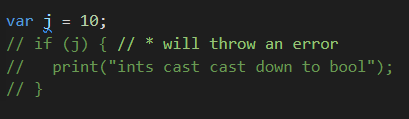 var j = 10;
// if (j) { // * will throw an error
//   print("ints cast cast down to bool");
// }